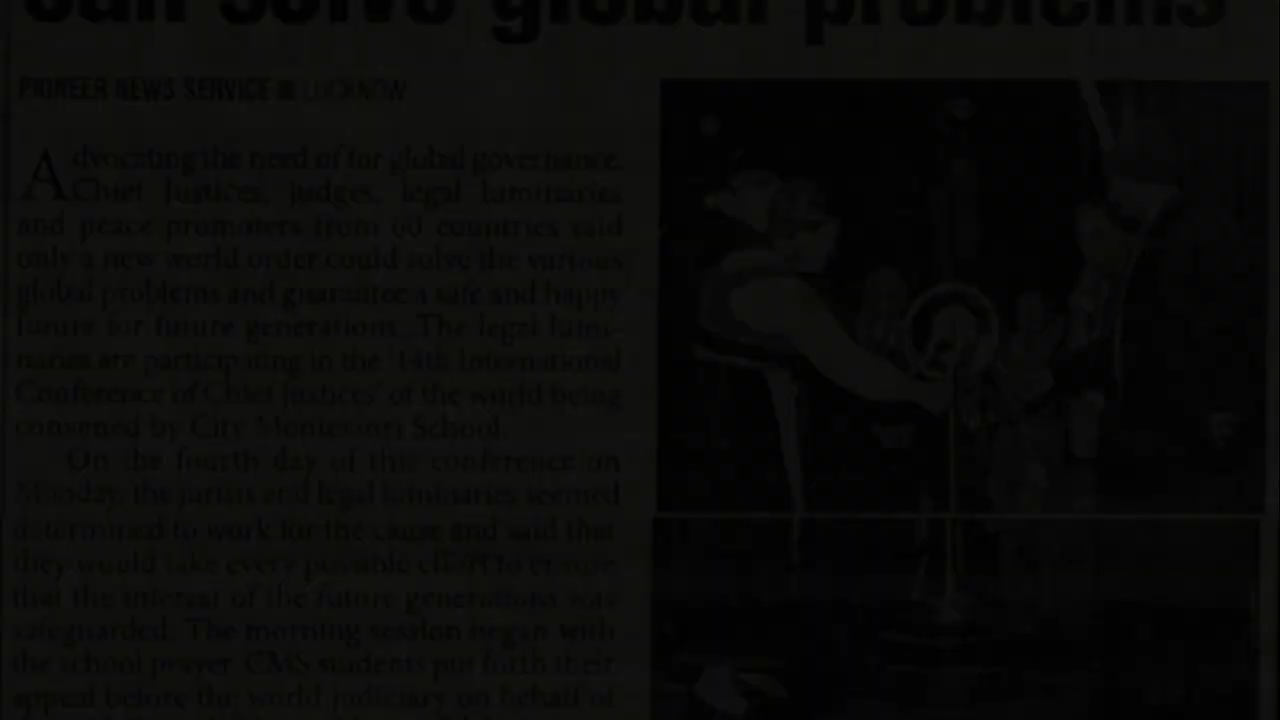 can solve global problems
PIONEER NEWS SERVICE ■ LUCKNOW
Advocating the need of for global governance,
Chief Justices, judges, legal luminaries
and peace promoters from 60 countries said
only a new world order could solve the various
global problems and guarantee a safe and happy
future for future generations. The legal lumi-
naries are participating in the '14th International
Conference of Chief Justices' of the world being
convened by City Montessori School.
On the fourth day of this conference on
Monday, the jurists and legal luminaries seemed
determined to work for the cause and said that
they would take every possible effort to ensure
that the interest of the future generations was
safeguarded. The morning session began with
the school prayer. CMS students put forth their
appeal before the world judiciary on behalf of